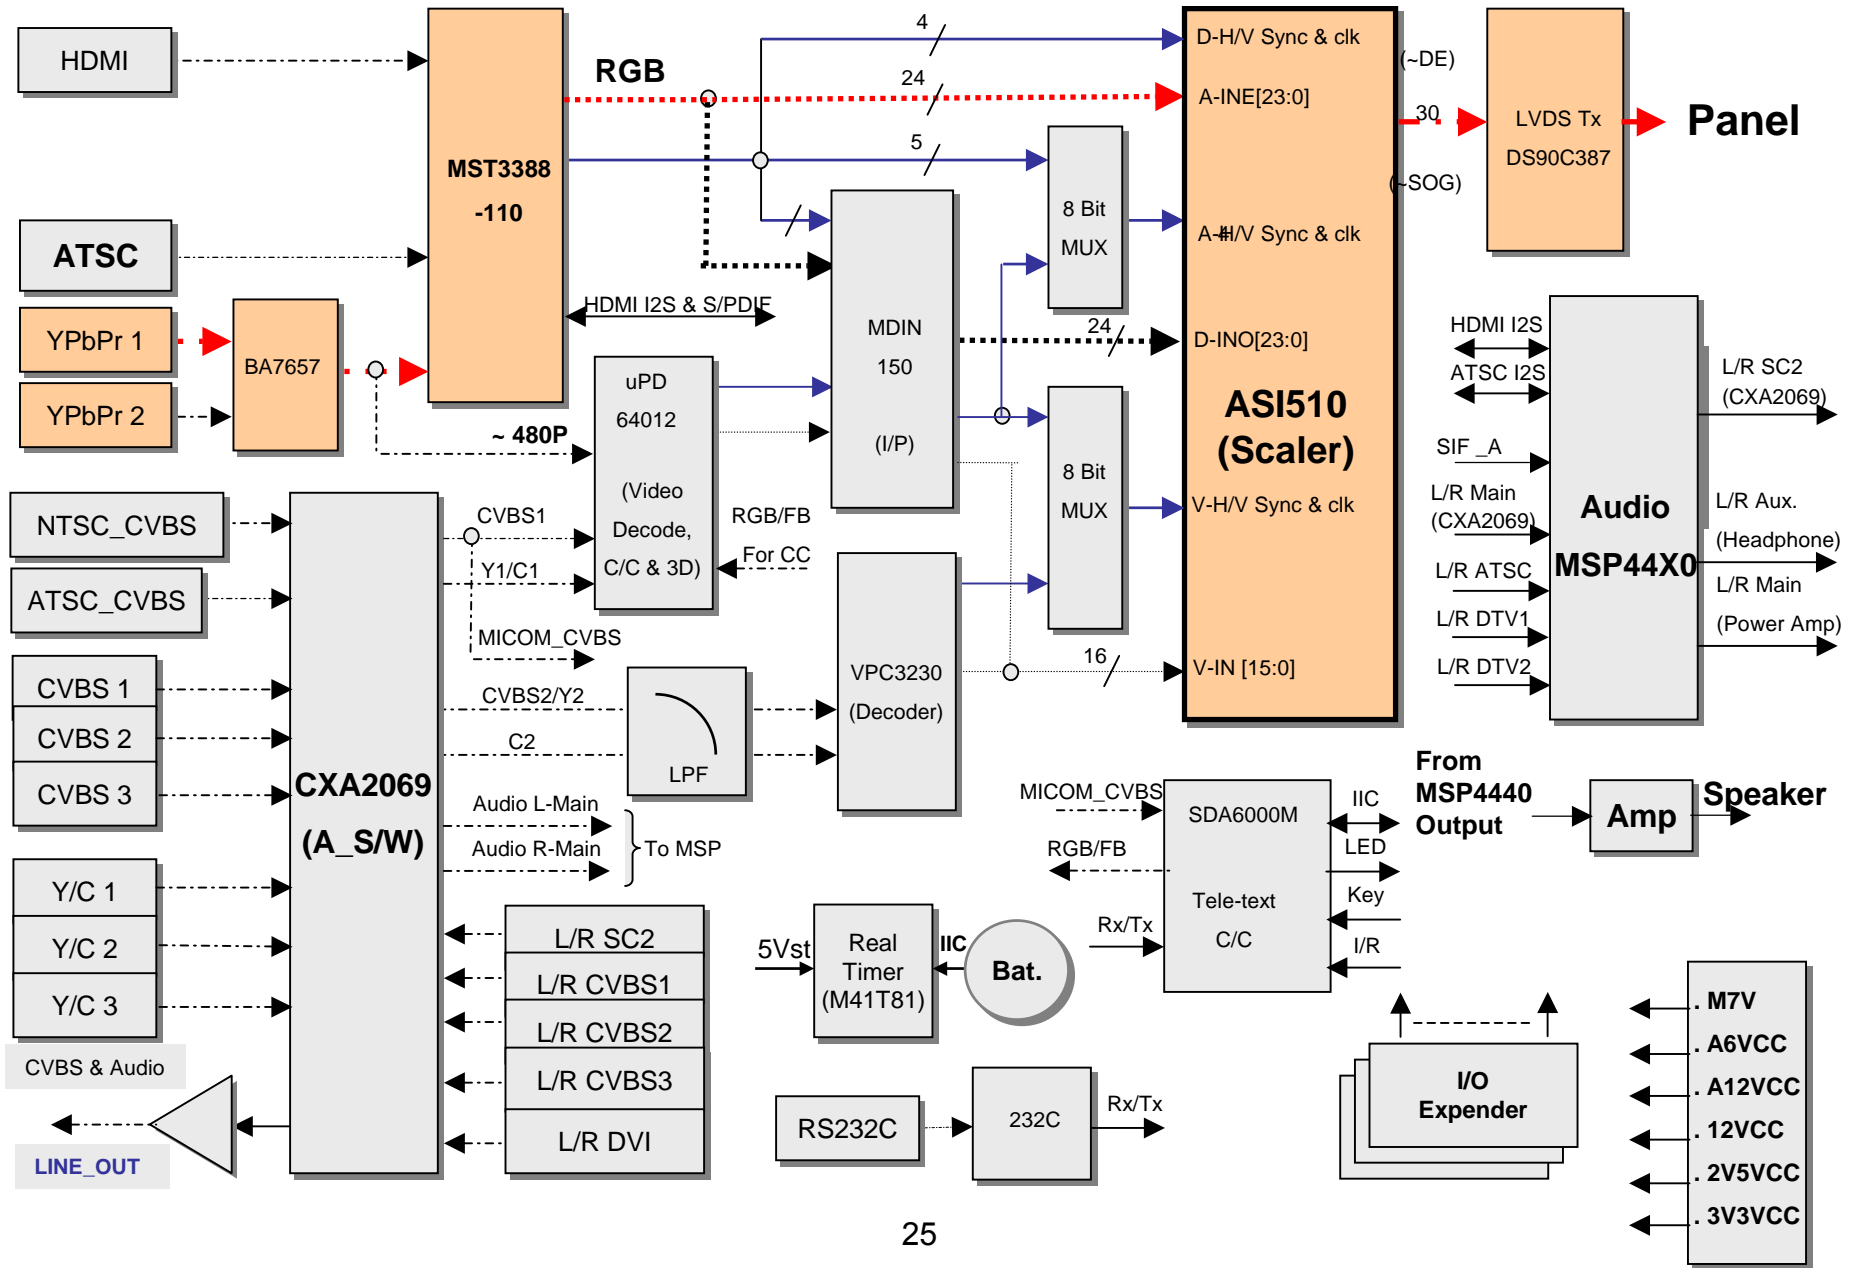 HDMI
ATSC
YPbPr 1
YPbPr 2
BA7657
MST3388
-110
RGB
4
24
5
HDMI I2S & S/PDIF
~ 480P
uPD
64012
(Video
Decode,
C/C & 3D)
RGB/FB
For CC
MDIN
150
(I/P)
8 Bit
MUX
8 Bit
MUX
24
16
D-H/V Sync & clk
A-INE[23:0]
A-H/V Sync & clk
4
D-INO[23:0]
ASI510
(Scaler)
V-H/V Sync & clk
V-IN [15:0]
(~DE)
30
(~SOG)
LVDS Tx
DS90C387
Panel
NTSC_CVBS
ATSC_CVBS
CVBS 1
CVBS 2
CVBS 3
Y/C 1
Y/C 2
Y/C 3
CVBS & Audio
LINE_OUT
CXA2069
(A_S/W)
CVBS1
Y1/C1
MICOM_CVBS
CVBS2/Y2
C2
LPF
VPC3230
(Decoder)
Audio L-Main
Audio R-Main
To MSP
L/R SC2
L/R CVBS1
L/R CVBS2
L/R CVBS3
L/R DVI
5Vst
Real
Timer
(M41T81)
IIC
Bat.
RS232C
232C
Rx/Tx
MICOM_CVBS
RGB/FB
Rx/Tx
SDA6000M
Tele-text
C/C
IIC
LED
Key
I/R
HDMI I2S
ATSC I2S
SIF _A
L/R Main
(CXA2069)
L/R ATSC
L/R DTV1
L/R DTV2
Audio
MSP44X0
L/R SC2
(CXA2069)
L/R Aux.
(Headphone)
L/R Main
(Power Amp)
From
MSP4440
Output
Amp
Speaker
I/O
Expender
. M7V
. A6VCC
. A12VCC
. 12VCC
. 2V5VCC
. 3V3VCC
25